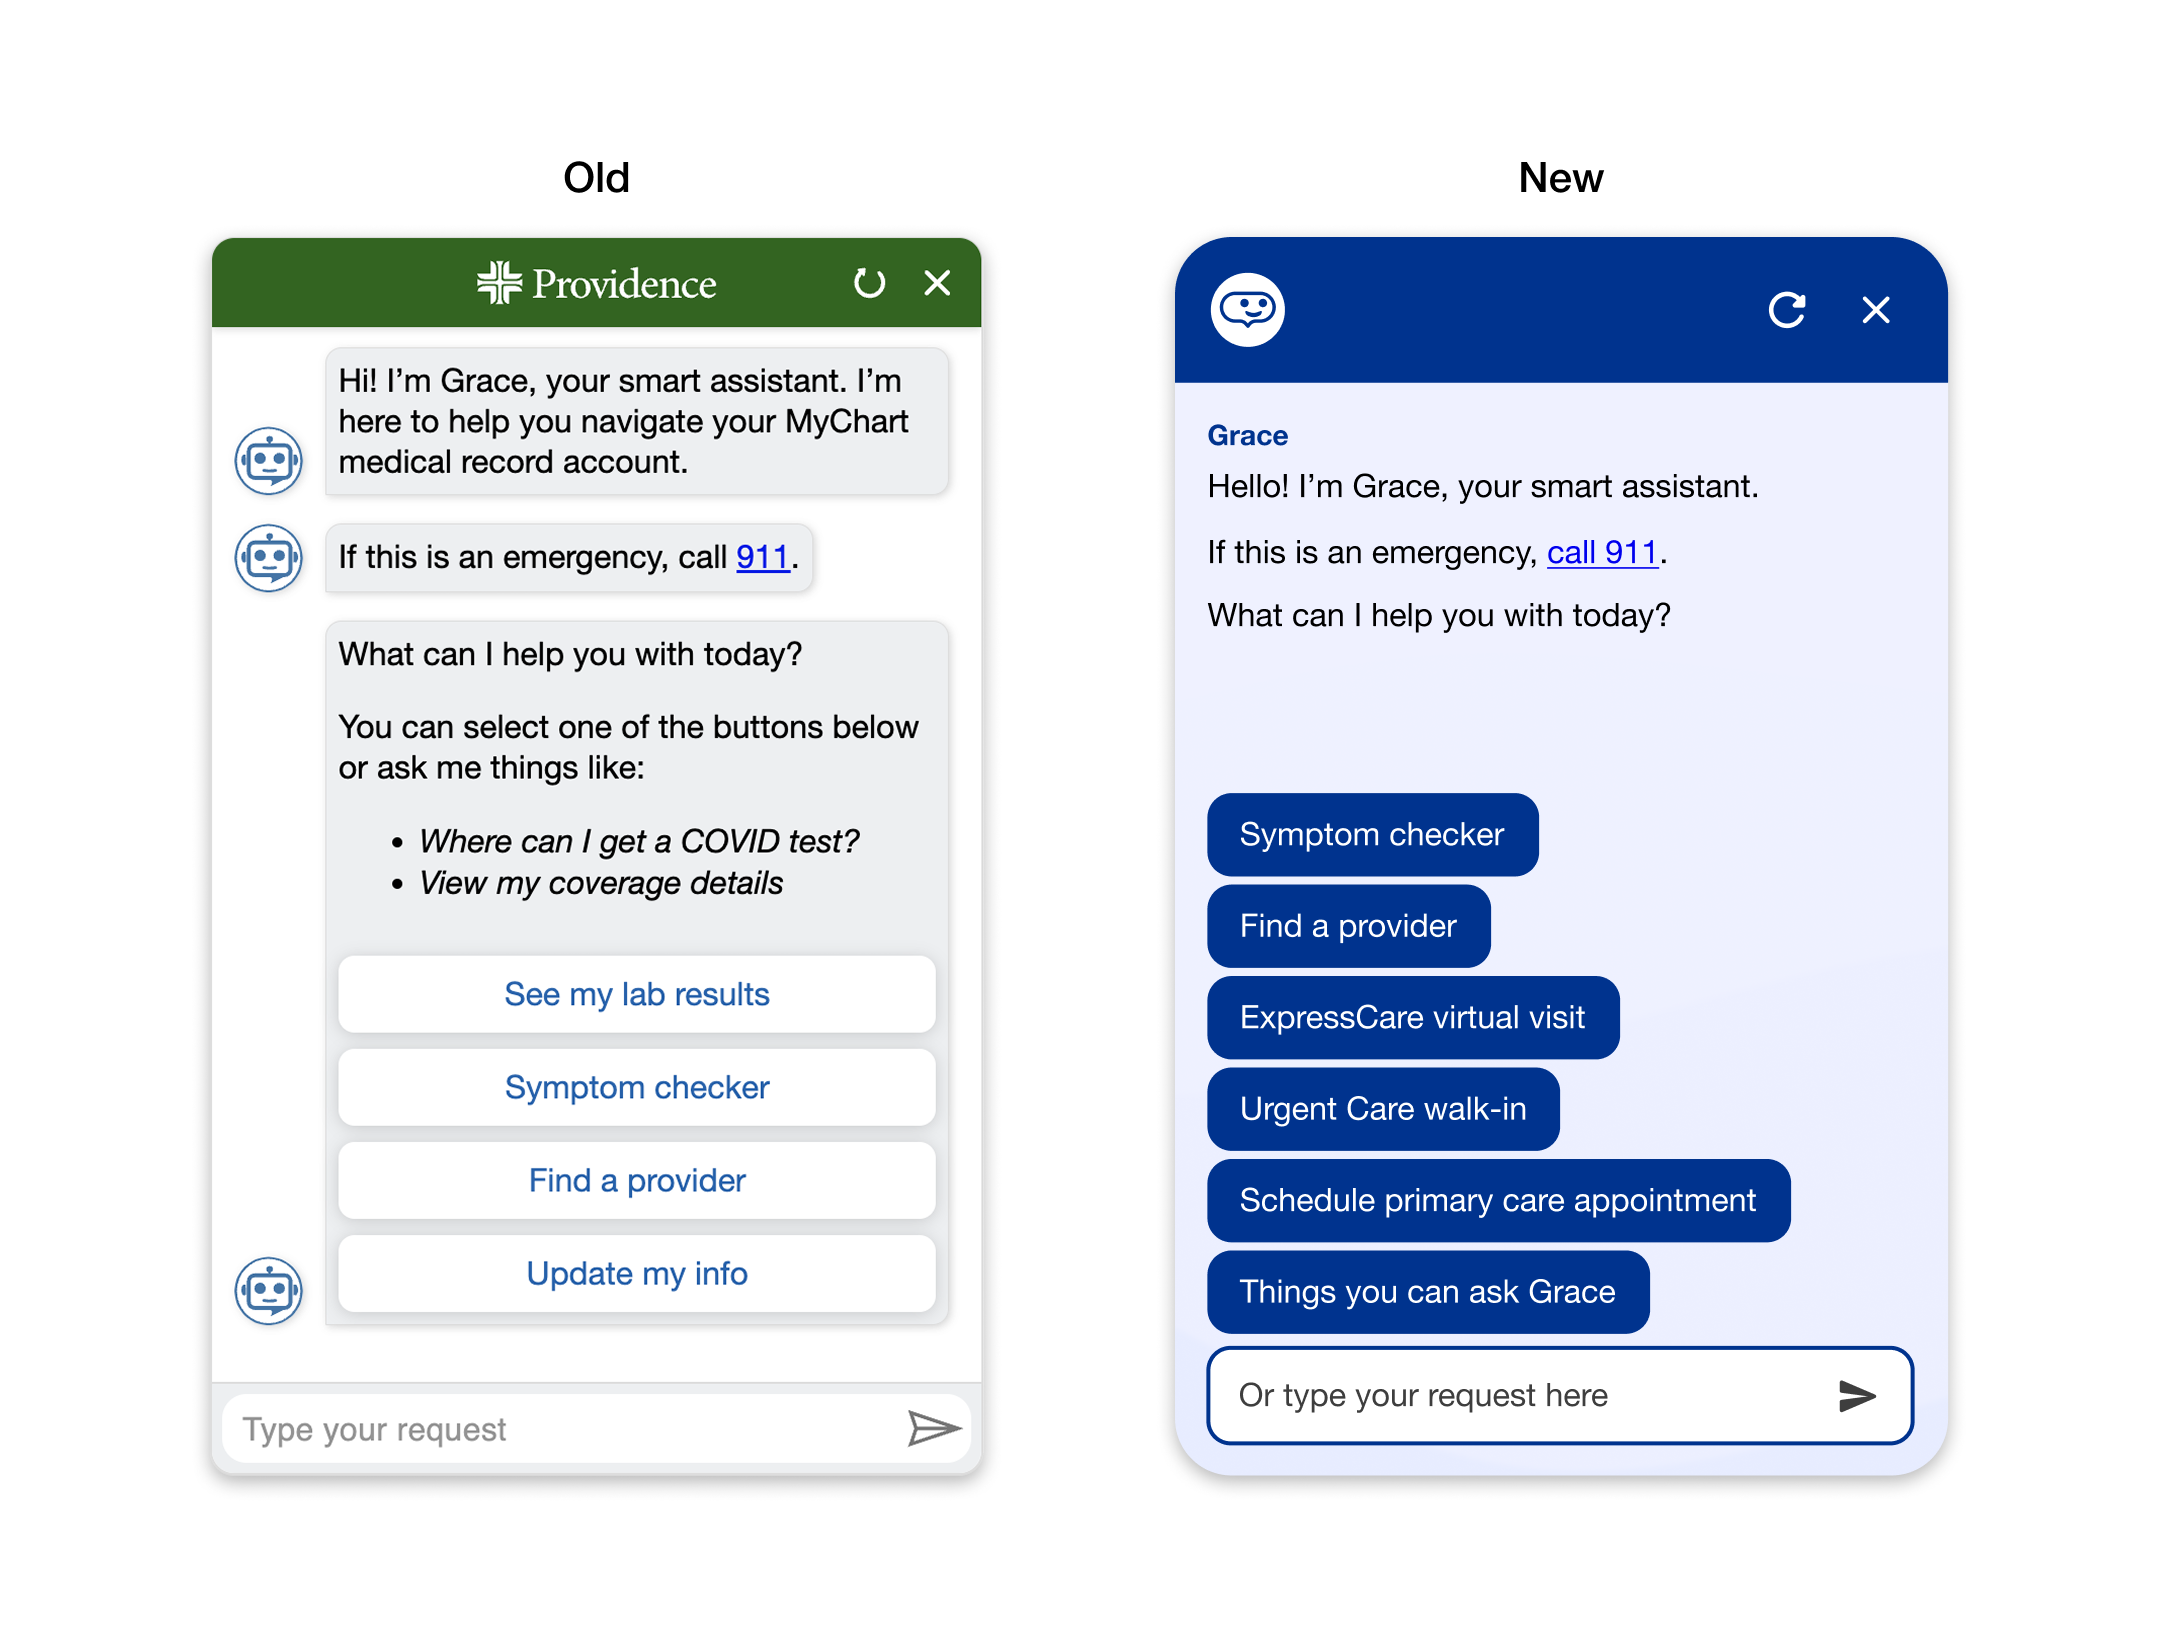 Old
Providence
Hi! I’m Grace, your smart assistant. I’m
here to help you navigate your MyChart
medical record account.
If this is an emergency, call 911.
What can I help you with today?
You can select one of the buttons below
or ask me things like:
• Where can I get a COVID test?
• View my coverage details
See my lab results
Symptom checker
Find a provider
Update my info
Type your request
New
Grace
Hello! I’m Grace, your smart assistant.
If this is an emergency, call 911.
What can I help you with today?
Symptom checker
Find a provider
ExpressCare virtual visit
Urgent Care walk-in
Schedule primary care appointment
Things you can ask Grace
Or type your request here